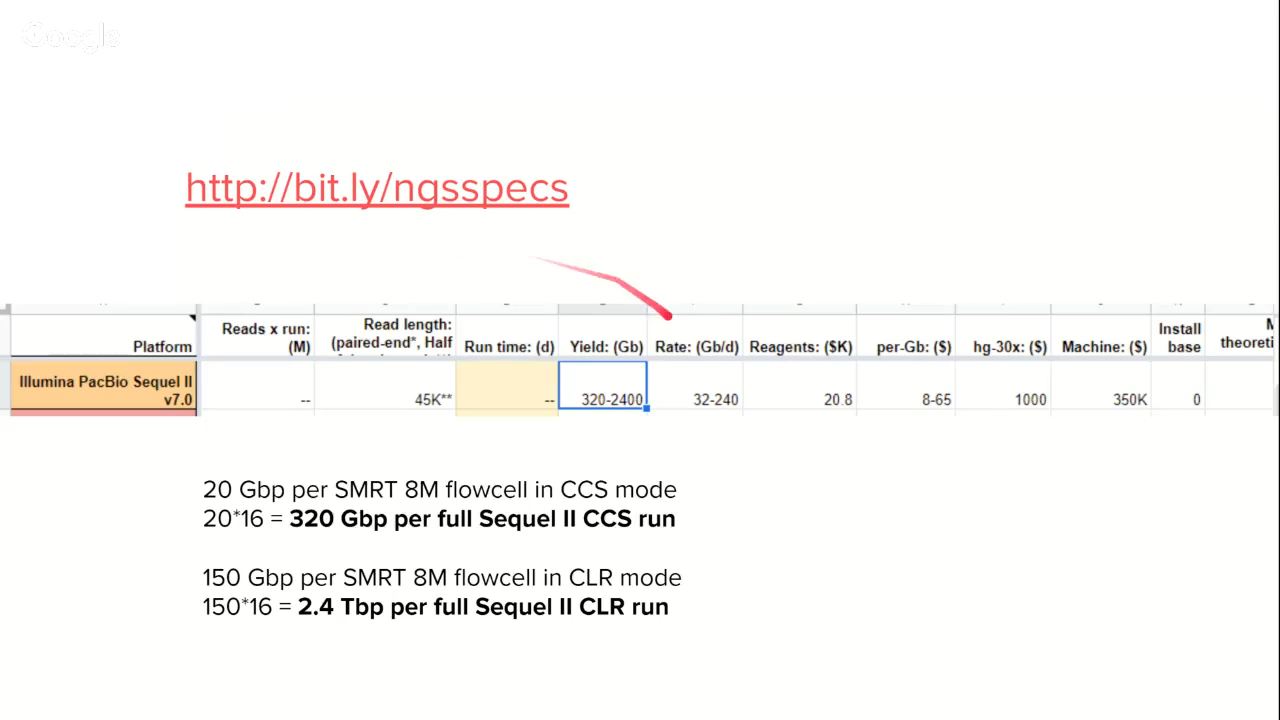 Google
http://bit.ly/ngsspecs
Reads x run: Read length: Install M
Platform (M) (paired-end*, Half Run time: (d) Yield: (Gb) Rate: (Gb/d) Reagents: ($K) per-Gb: ($) hg-30x: ($) Machine: ($) base theoreti
Illumina PacBio Sequel II
v7.0 -- 45K** -- 320-2400 32-240 20.8 8-65 1000 350K 0
20 Gbp per SMRT 8M flowcell in CCS mode
20*16 = 320 Gbp per full Sequel II CCS run
150 Gbp per SMRT 8M flowcell in CLR mode
150*16 = 2.4 Tbp per full Sequel II CLR run